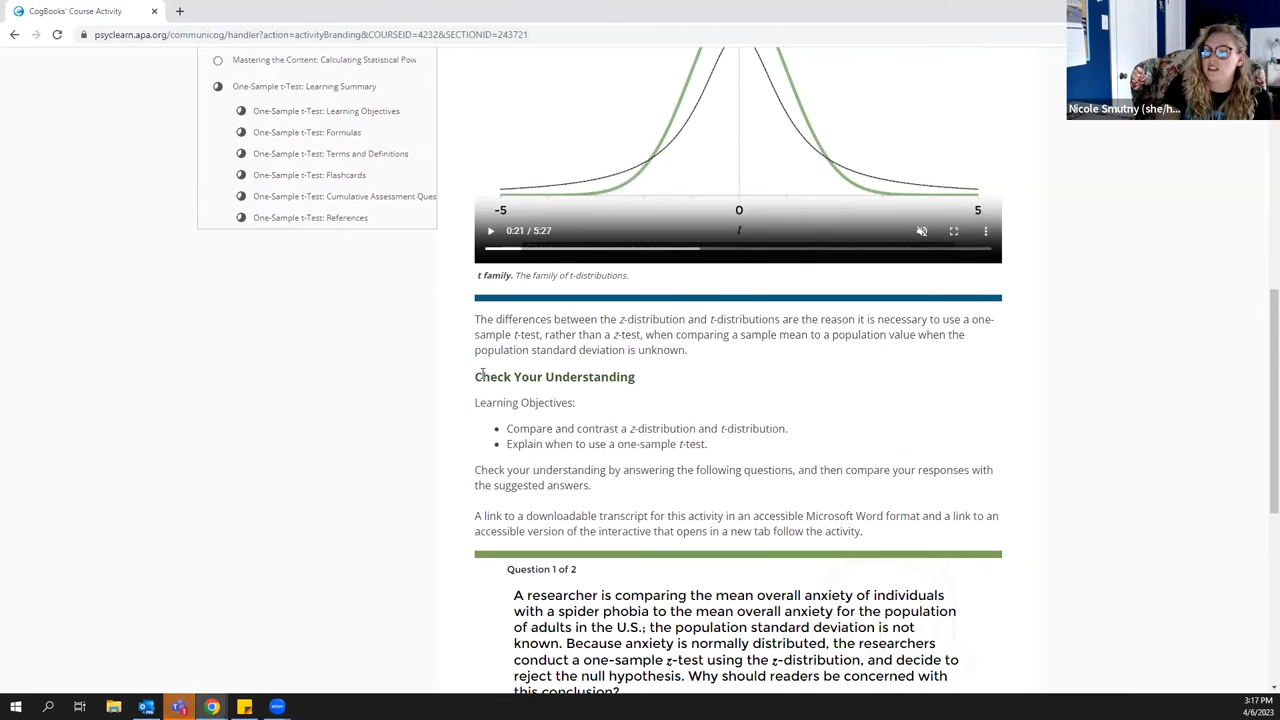 CogBooks' Course Activity
psyclearn.apa.org/communicog/handler?action=activityBranding&COURSEID=4232&SECTIONID=243721
Nicole Smutny (she/h...
Mastering the Content: Calculating Statistical Pow
One-Sample t-Test: Learning Summary
One-Sample t-Test: Learning Objectives
One-Sample t-Test: Formulas
One-Sample t-Test: Terms and Definitions
One-Sample t-Test: Flashcards
One-Sample t-Test: Cumulative Assessment Ques
One-Sample t-Test: References
-5 0 5
t
0:21 / 5:27
t family. The family of t-distributions.
The differences between the z-distribution and t-distributions are the reason it is necessary to use a one-
sample t-test, rather than a z-test, when comparing a sample mean to a population value when the
population standard deviation is unknown.
Check Your Understanding
Learning Objectives:
• Compare and contrast a z-distribution and t-distribution.
• Explain when to use a one-sample t-test.
Check your understanding by answering the following questions, and then compare your responses with
the suggested answers.
A link to a downloadable transcript for this activity in an accessible Microsoft Word format and a link to an
accessible version of the interactive that opens in a new tab follow the activity.
Question 1 of 2
A researcher is comparing the mean overall anxiety of individuals
with a spider phobia to the mean overall anxiety for the population
of adults in the U.S.; the population standard deviation is not
known. Because anxiety is normally distributed, the researchers
conduct a one-sample z-test using the z-distribution, and decide to
reject the null hypothesis. Why should readers be concerned with
this conclusion?
3:17 PM
4/6/2023